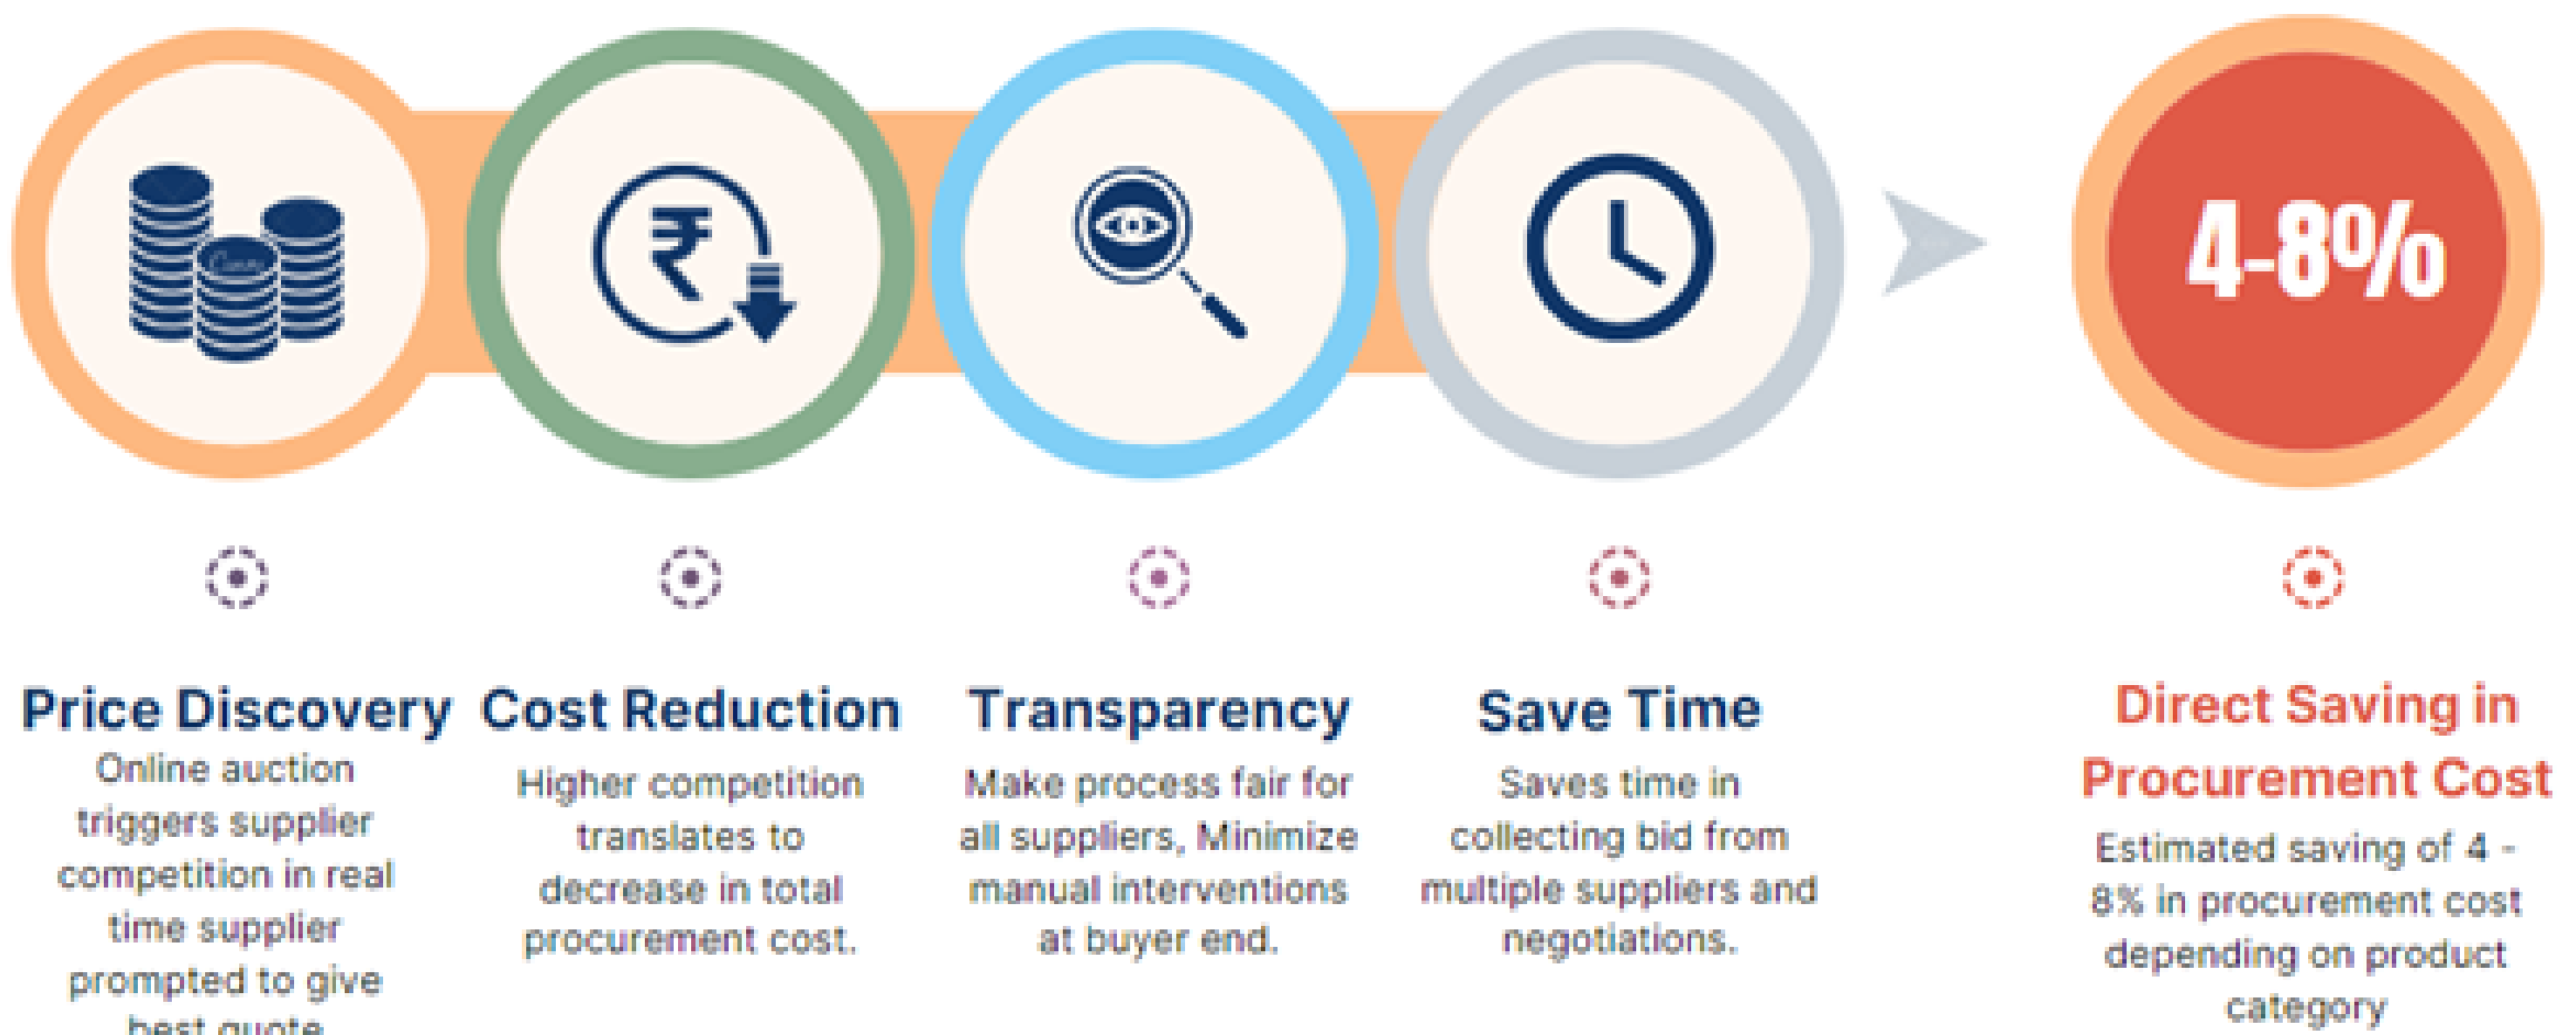 4-8%
Price Discovery
Online auction
triggers supplier
competition in real
time supplier
prompted to give
best quote
Cost Reduction
Higher competition
translates to
decrease in total
procurement cost.
Transparency
Make process fair for
all suppliers, Minimize
manual interventions
at buyer end.
Save Time
Saves time in
collecting bid from
multiple suppliers and
negotiations.
Direct Saving in
Procurement Cost
Estimated saving of 4 -
8% in procurement cost
depending on product
category